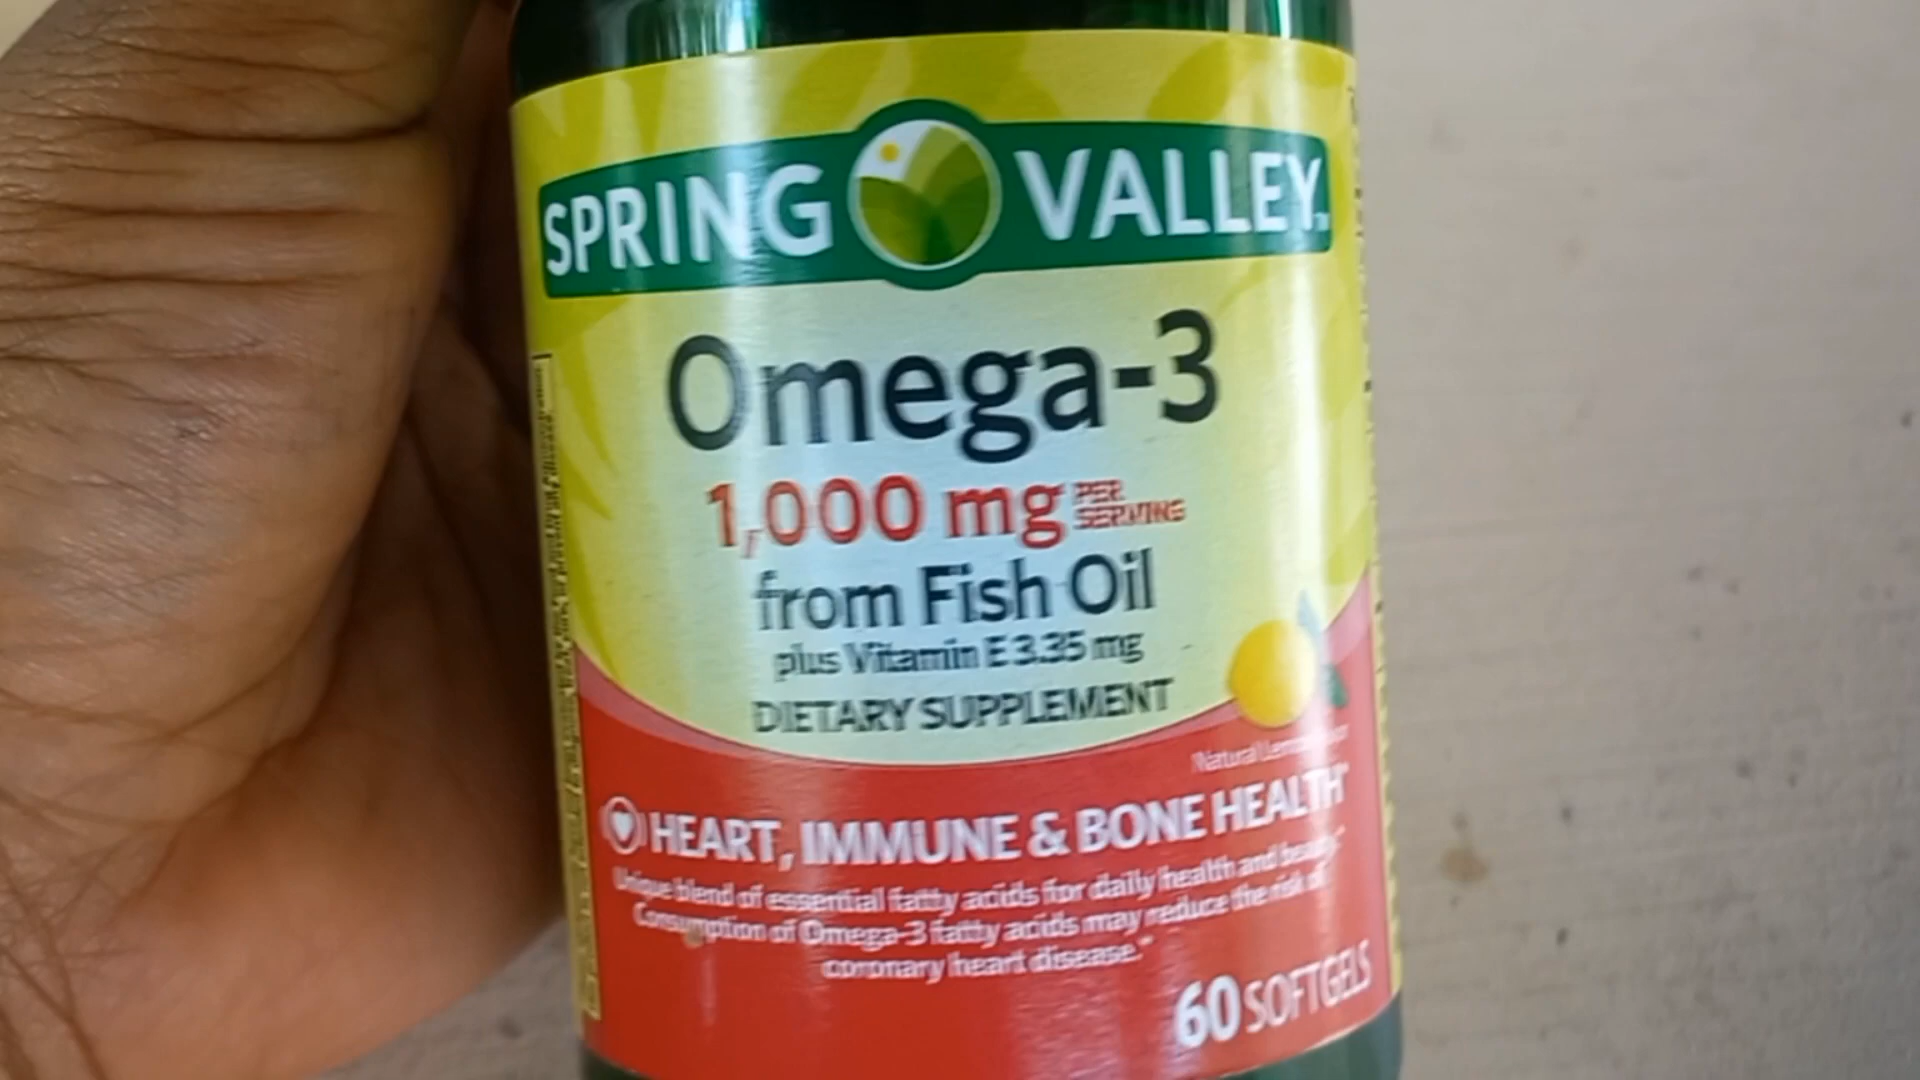 SPRING VALLEY
Omega-3
1,000 mg PER SERVING
from Fish Oil
plus Vitamin E 3.35 mg
DIETARY SUPPLEMENT
Natural Lemon
HEART, IMMUNE & BONE HEALTH*
Unique blend of essential fatty acids for daily health and beauty.*
Consumption of Omega-3 fatty acids may reduce the risk of
coronary heart disease.**
60 SOFTGELS